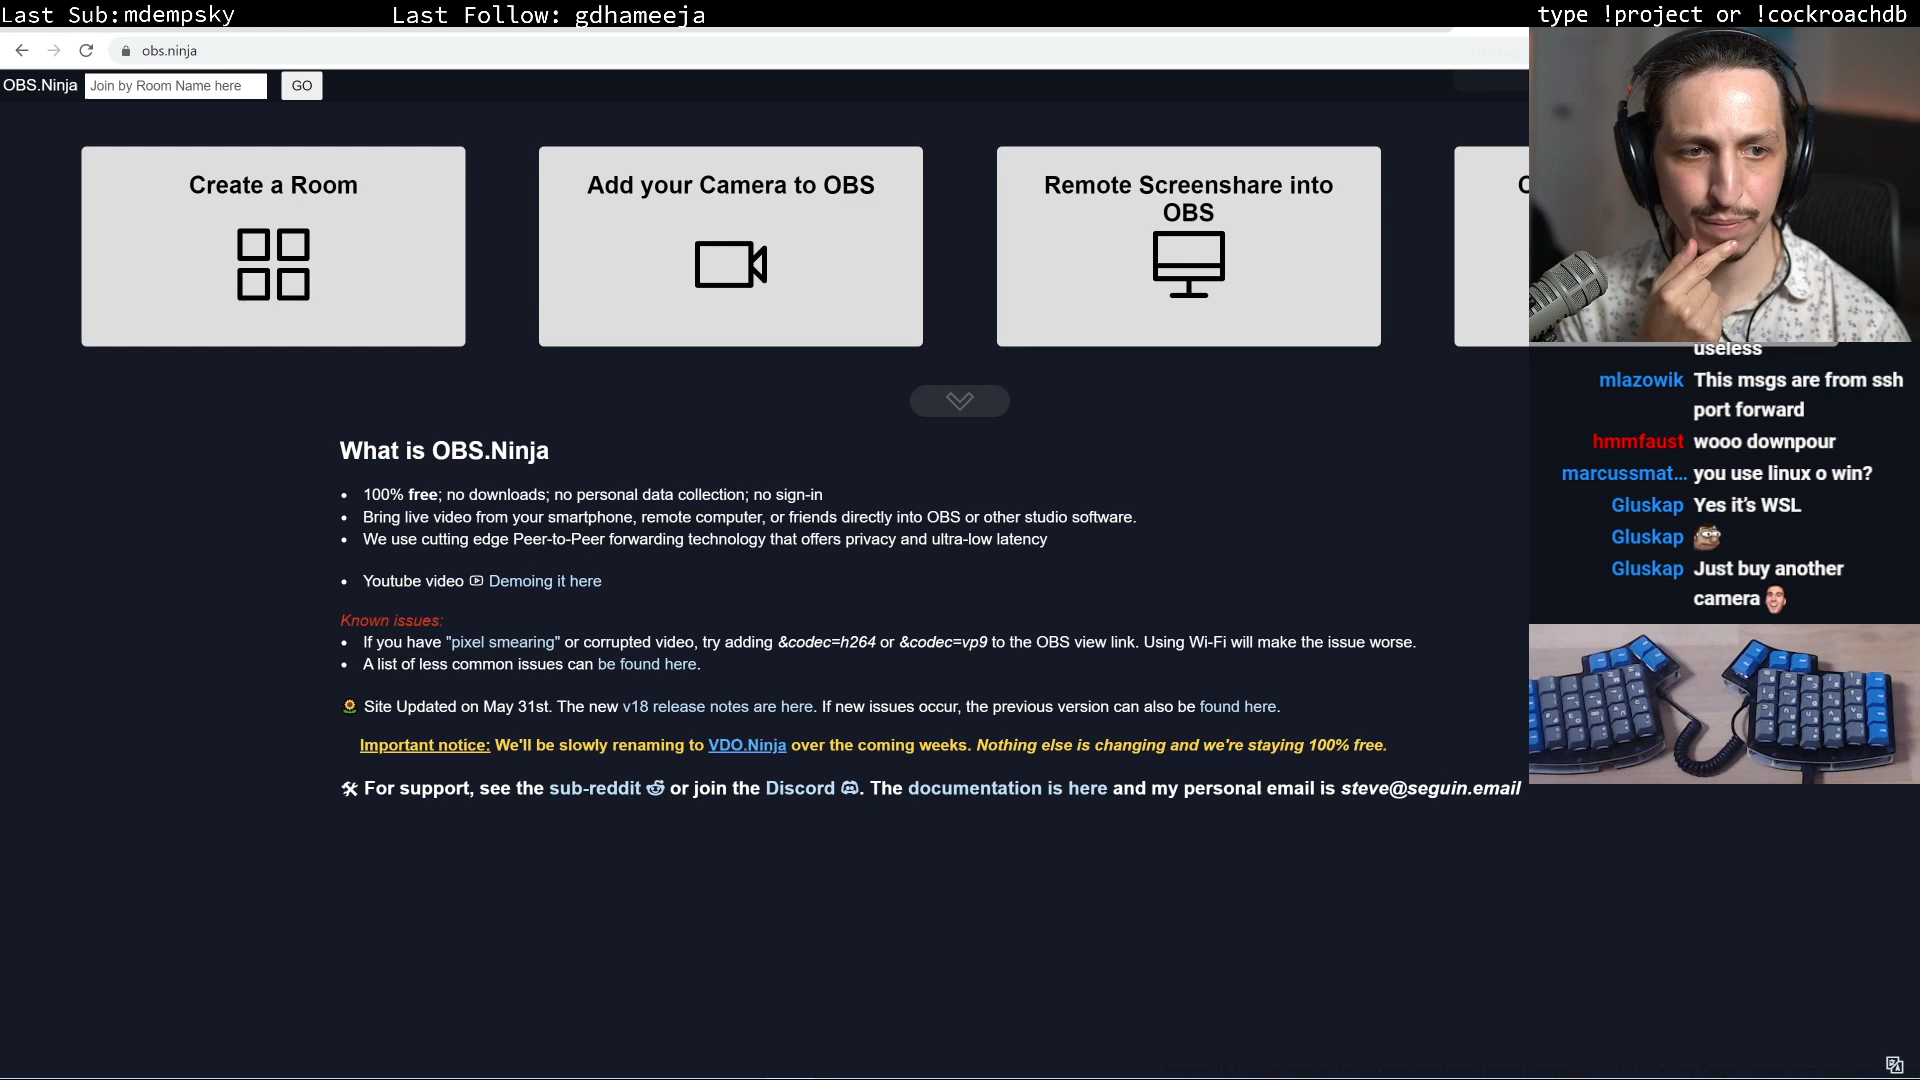 Last Sub:mdempsky
Last Follow: gdhameeja
type !project or !cockroachdb
obs.ninja
OBS.Ninja
Join by Room Name here
GO
Create a Room
Add your Camera to OBS
Remote Screenshare into
OBS
What is OBS.Ninja
• 100% free; no downloads; no personal data collection; no sign-in
• Bring live video from your smartphone, remote computer, or friends directly into OBS or other studio software.
• We use cutting edge Peer-to-Peer forwarding technology that offers privacy and ultra-low latency
• Youtube video Demoing it here
Known issues:
• If you have "pixel smearing" or corrupted video, try adding &codec=h264 or &codec=vp9 to the OBS view link. Using Wi-Fi will make the issue worse.
• A list of less common issues can be found here.
Site Updated on May 31st. The new v18 release notes are here. If new issues occur, the previous version can also be found here.
Important notice: We'll be slowly renaming to VDO.Ninja over the coming weeks. Nothing else is changing and we're staying 100% free.
For support, see the sub-reddit or join the Discord. The documentation is here and my personal email is steve@seguin.email
useless
mlazowik This msgs are from ssh
port forward
hmmfaust wooo downpour
marcussmat... you use linux o win?
Gluskap Yes it's WSL
Gluskap
Gluskap Just buy another
camera